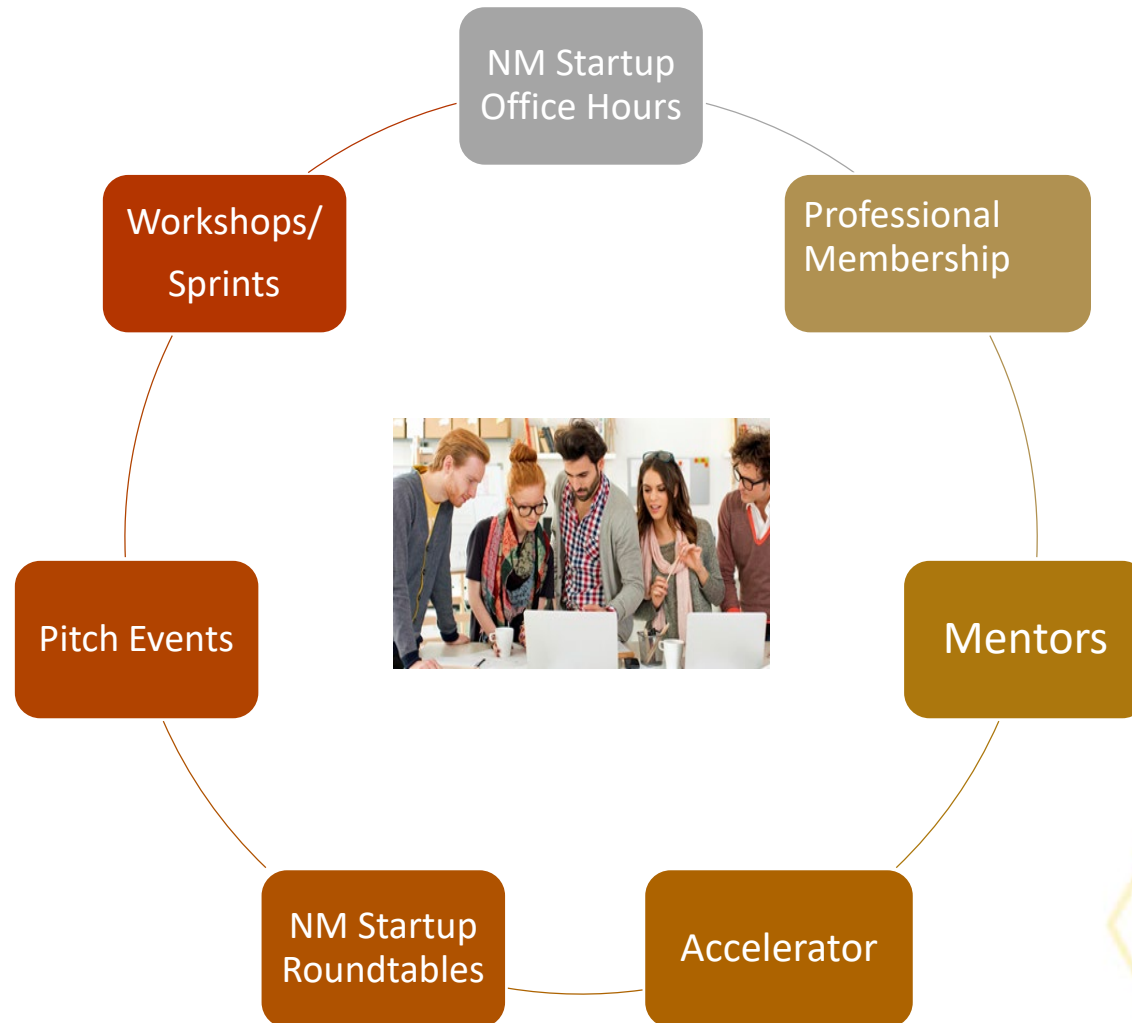 NM Startup
Office Hours
Professional
Membership
Mentors
Accelerator
NM Startup
Roundtables
Pitch Events
Workshops/
Sprints